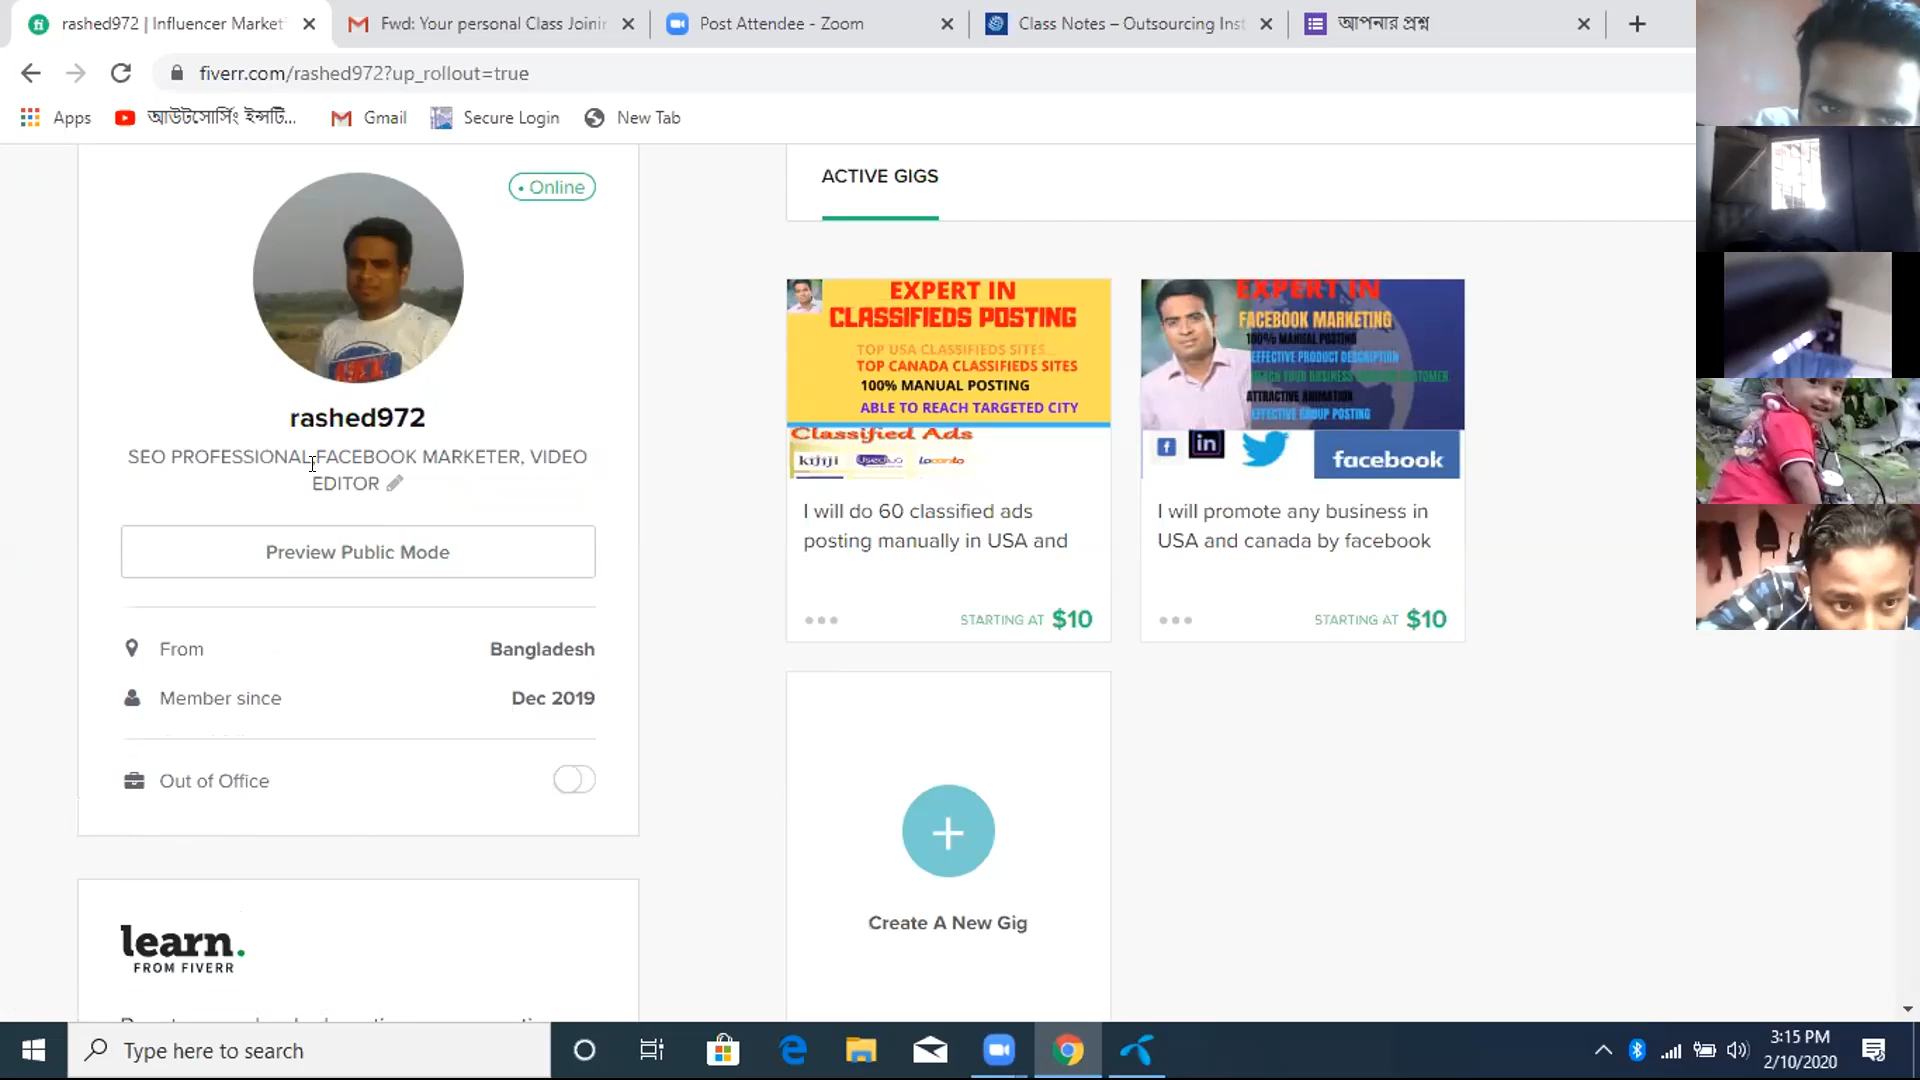 rashed972 | Influencer Market
Fwd: Your personal Class Joinin
Post Attendee - Zoom
Class Notes – Outsourcing Inst
আপনার প্রশ্ন
fiverr.com/rashed972?up_rollout=true
Apps
আউটসোর্সিং ইন্সটি...
Gmail
Secure Login
New Tab
Online
rashed972
SEO PROFESSIONAL,FACEBOOK MARKETER, VIDEO
EDITOR
Preview Public Mode
From
Bangladesh
Member since
Dec 2019
Out of Office
learn.
FROM FIVERR
ACTIVE GIGS
EXPERT IN
CLASSIFIEDS POSTING
TOP USA CLASSIFIEDS SITES...
TOP CANADA CLASSIFIEDS SITES
100% MANUAL POSTING
ABLE TO REACH TARGETED CITY
Classified Ads
kijiji
Locanto
I will do 60 classified ads
posting manually in USA and
STARTING AT $10
EXPERT IN
FACEBOOK MARKETING
100% MANUAL POSTING
EFFECTIVE PRODUCT DESCRIPTION
ATTRACTIVE ANIMATION
EFFECTIVE GROUP POSTING
in
facebook
I will promote any business in
USA and canada by facebook
STARTING AT $10
Create A New Gig
Type here to search
3:15 PM
2/10/2020